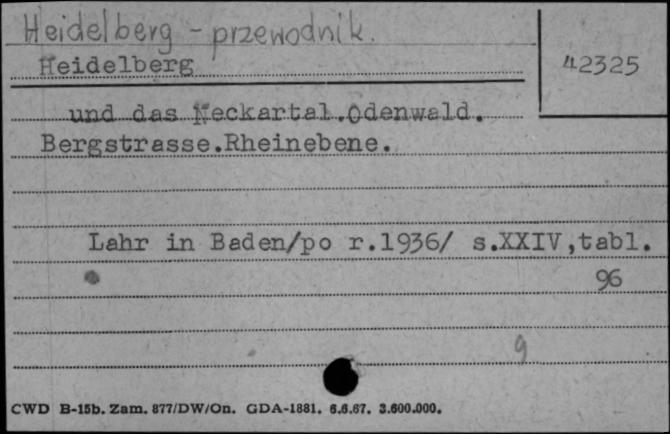 Heidelberg - przewodnik.
Heidelberg
42325
und das Neckartal.Odenwald.
Bergstrasse.Rheinebene.
Lahr in Baden/po r.1936/ s.XXIV,tabl.
96
9
CWD B-15b. Zam. 877/DW/On. GDA-1881. 6.6.67. 3.600.000.